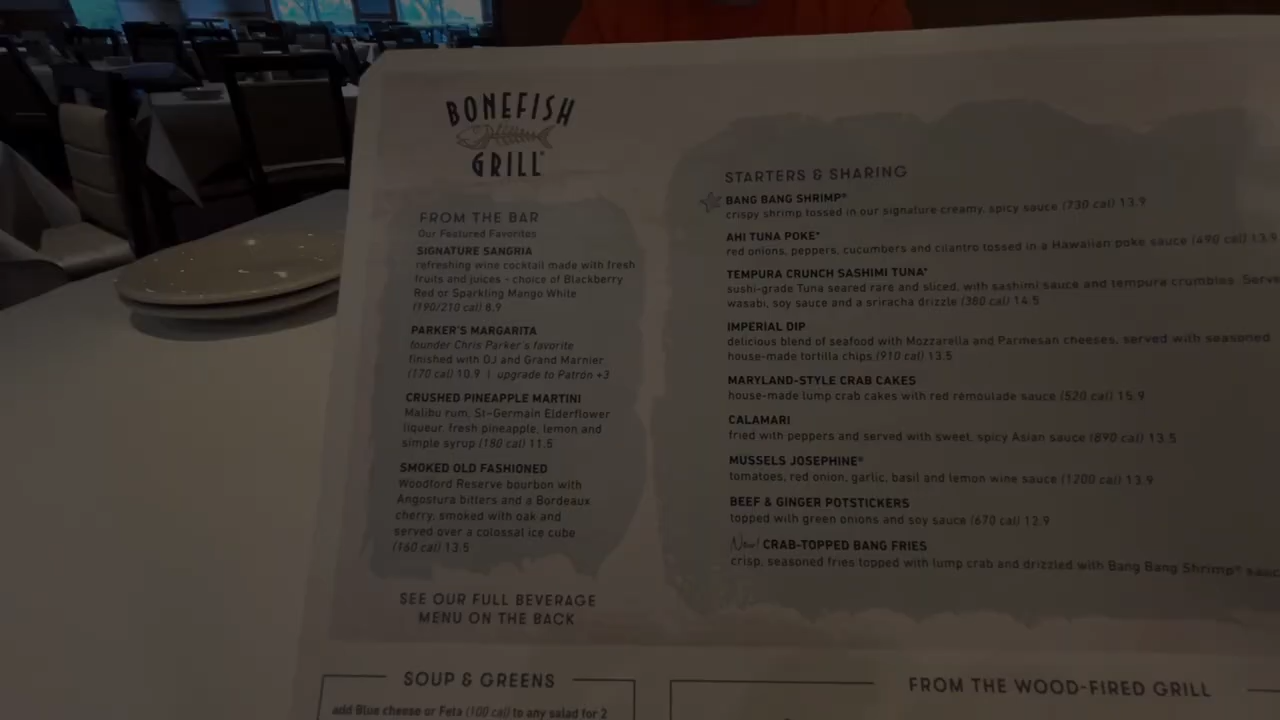 BONEFISH
GRILL
FROM THE BAR
Our Featured Favorites
SIGNATURE SANGRIA
refreshing wine cocktail made with fresh
fruits and juices - choice of Blackberry
Red or Sparkling Mango White
(190/210 cal) 8.9
PARKER'S MARGARITA
founder Chris Parker's favorite
finished with OJ and Grand Marnier
(170 cal) 10.9 | upgrade to Patrón +3
CRUSHED PINEAPPLE MARTINI
Malibu rum, St-Germain Elderflower
liqueur, fresh pineapple, lemon and
simple syrup (180 cal) 11.5
SMOKED OLD FASHIONED
Woodford Reserve bourbon with
Angostura bitters and a Bordeaux
cherry, smoked with oak and
served over a colossal ice cube
(160 cal) 13.5
SEE OUR FULL BEVERAGE
MENU ON THE BACK
STARTERS & SHARING
BANG BANG SHRIMP®
crispy shrimp tossed in our signature creamy, spicy sauce (730 cal) 13.9
AHI TUNA POKE*
red onions, peppers, cucumbers and cilantro tossed in a Hawaiian poke sauce (490 cal) 13.9
TEMPURA CRUNCH SASHIMI TUNA*
sushi-grade Tuna seared rare and sliced, with sashimi sauce and tempura crumbles. Serve
wasabi, soy sauce and a sriracha drizzle (380 cal) 14.5
IMPERIAL DIP
delicious blend of seafood with Mozzarella and Parmesan cheeses, served with seasoned
house-made tortilla chips (910 cal) 13.5
MARYLAND-STYLE CRAB CAKES
house-made lump crab cakes with red remoulade sauce (520 cal) 15.9
CALAMARI
fried with peppers and served with sweet, spicy Asian sauce (890 cal) 13.5
MUSSELS JOSEPHINE®
tomatoes, red onion, garlic, basil and lemon wine sauce (1200 cal) 13.9
BEEF & GINGER POTSTICKERS
topped with green onions and soy sauce (670 cal) 12.9
New! CRAB-TOPPED BANG FRIES
crisp, seasoned fries topped with lump crab and drizzled with Bang Bang Shrimp® sauc
SOUP & GREENS
add Blue cheese or Feta (100 cal) to any salad for 2
FROM THE WOOD-FIRED GRILL